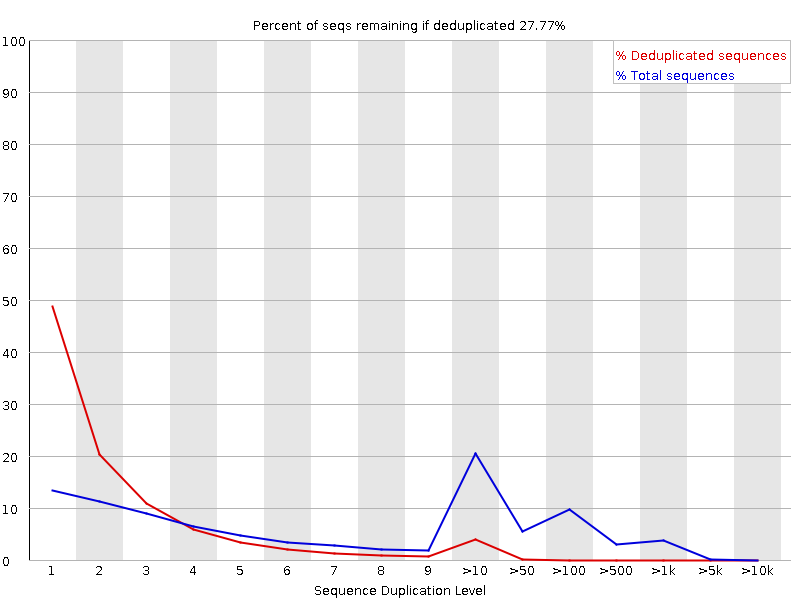 Percent of seqs remaining if deduplicated 27.77%
% Deduplicated sequences
% Total sequences
100
90
80
70
60
50
40
30
20
10
0
1 2 3 4 5 6 7 8 9 >10 >50 >100 >500 >1k >5k >10k
Sequence Duplication Level